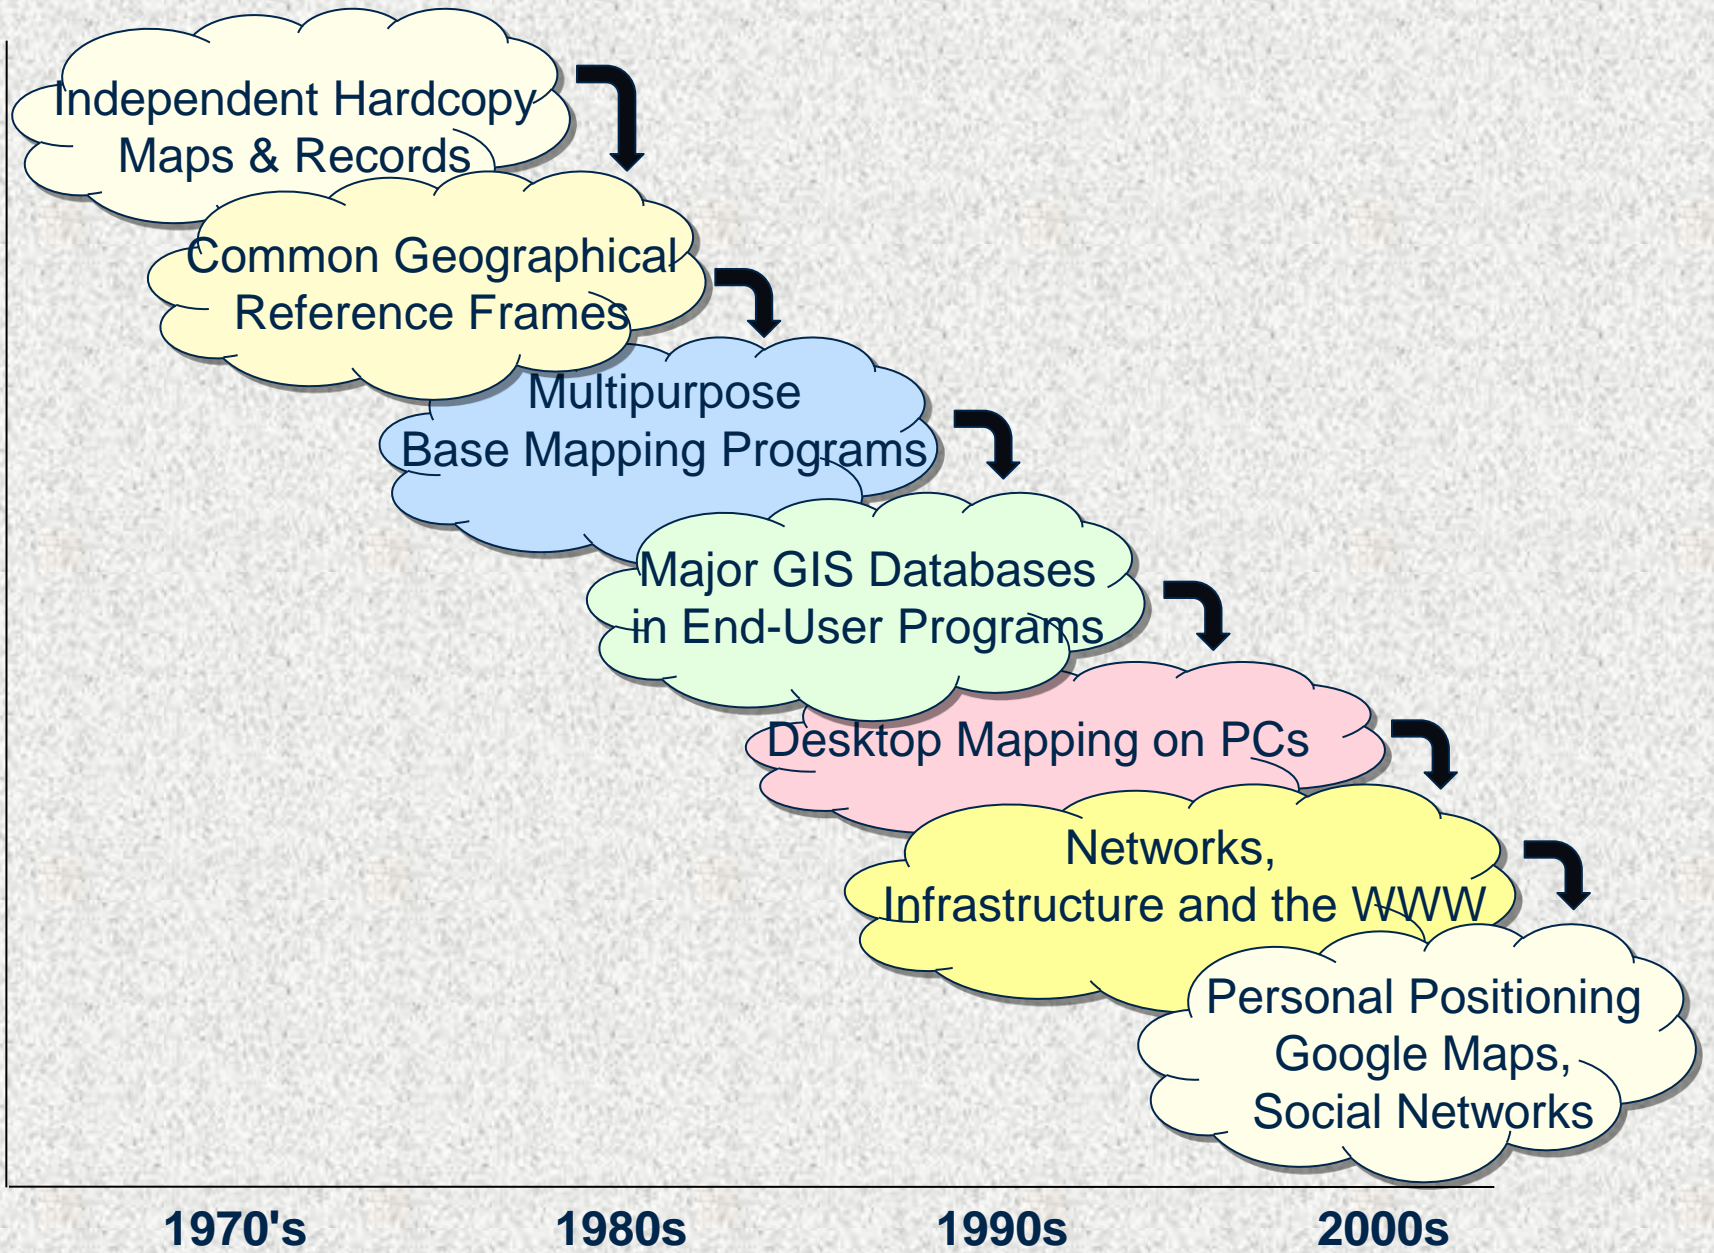 Independent Hardcopy
Maps & Records
Common Geographical
Reference Frames
Multipurpose
Base Mapping Programs
Major GIS Databases
in End-User Programs
Desktop Mapping on PCs
Networks,
Infrastructure and the WWW
Personal Positioning
Google Maps,
Social Networks
1970's 1980s 1990s 2000s